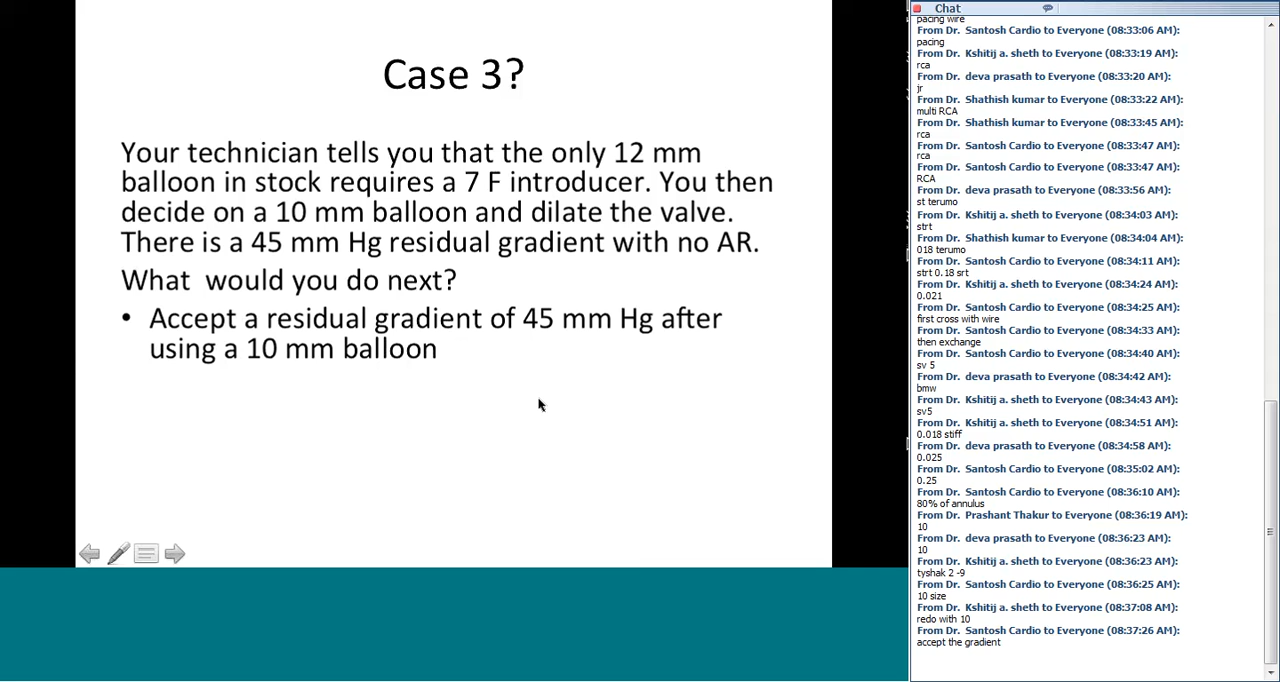 Case 3?
Your technician tells you that the only 12 mm
balloon in stock requires a 7 F introducer. You then
decide on a 10 mm balloon and dilate the valve.
There is a 45 mm Hg residual gradient with no AR.
What  would you do next?
• Accept a residual gradient of 45 mm Hg after
using a 10 mm balloon
Chat
pacing wire
From Dr.  Santosh Cardio to Everyone (08:33:06 AM):
pacing
From Dr.  Kshitij a. sheth to Everyone (08:33:19 AM):
rca
From Dr.  deva prasath to Everyone (08:33:20 AM):
jr
From Dr.  Shathish kumar to Everyone (08:33:22 AM):
multi RCA
From Dr.  Shathish kumar to Everyone (08:33:45 AM):
rca
From Dr.  Santosh Cardio to Everyone (08:33:47 AM):
rca
From Dr.  Santosh Cardio to Everyone (08:33:47 AM):
RCA
From Dr.  deva prasath to Everyone (08:33:56 AM):
st terumo
From Dr.  Kshitij a. sheth to Everyone (08:34:03 AM):
strt
From Dr.  Shathish kumar to Everyone (08:34:04 AM):
018 terumo
From Dr.  Santosh Cardio to Everyone (08:34:11 AM):
strt 0.18 srt
From Dr.  Kshitij a. sheth to Everyone (08:34:24 AM):
0.021
From Dr.  Santosh Cardio to Everyone (08:34:25 AM):
first cross with wire
From Dr.  Santosh Cardio to Everyone (08:34:33 AM):
then exchange
From Dr.  Santosh Cardio to Everyone (08:34:40 AM):
sv 5
From Dr.  deva prasath to Everyone (08:34:42 AM):
bmw
From Dr.  Kshitij a. sheth to Everyone (08:34:43 AM):
sv5
From Dr.  Kshitij a. sheth to Everyone (08:34:51 AM):
0.018 stiff
From Dr.  deva prasath to Everyone (08:34:58 AM):
0.025
From Dr.  Santosh Cardio to Everyone (08:35:02 AM):
0.25
From Dr.  Santosh Cardio to Everyone (08:36:10 AM):
80% of annulus
From Dr.  Prashant Thakur to Everyone (08:36:19 AM):
10
From Dr.  deva prasath to Everyone (08:36:23 AM):
10
From Dr.  Kshitij a. sheth to Everyone (08:36:23 AM):
tyshak 2 -9
From Dr.  Santosh Cardio to Everyone (08:36:25 AM):
10 size
From Dr.  Kshitij a. sheth to Everyone (08:37:08 AM):
redo with 10
From Dr.  Santosh Cardio to Everyone (08:37:26 AM):
accept the gradient